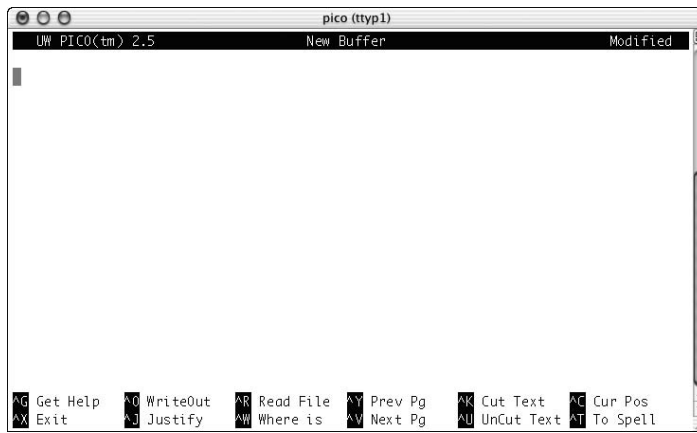 pico (ttyp1)
UW PICO(tm) 2.5 New Buffer Modified
^G Get Help ^O WriteOut ^R Read File ^Y Prev Pg ^K Cut Text ^C Cur Pos
^X Exit ^J Justify ^W Where is ^V Next Pg ^U UnCut Text ^T To Spell